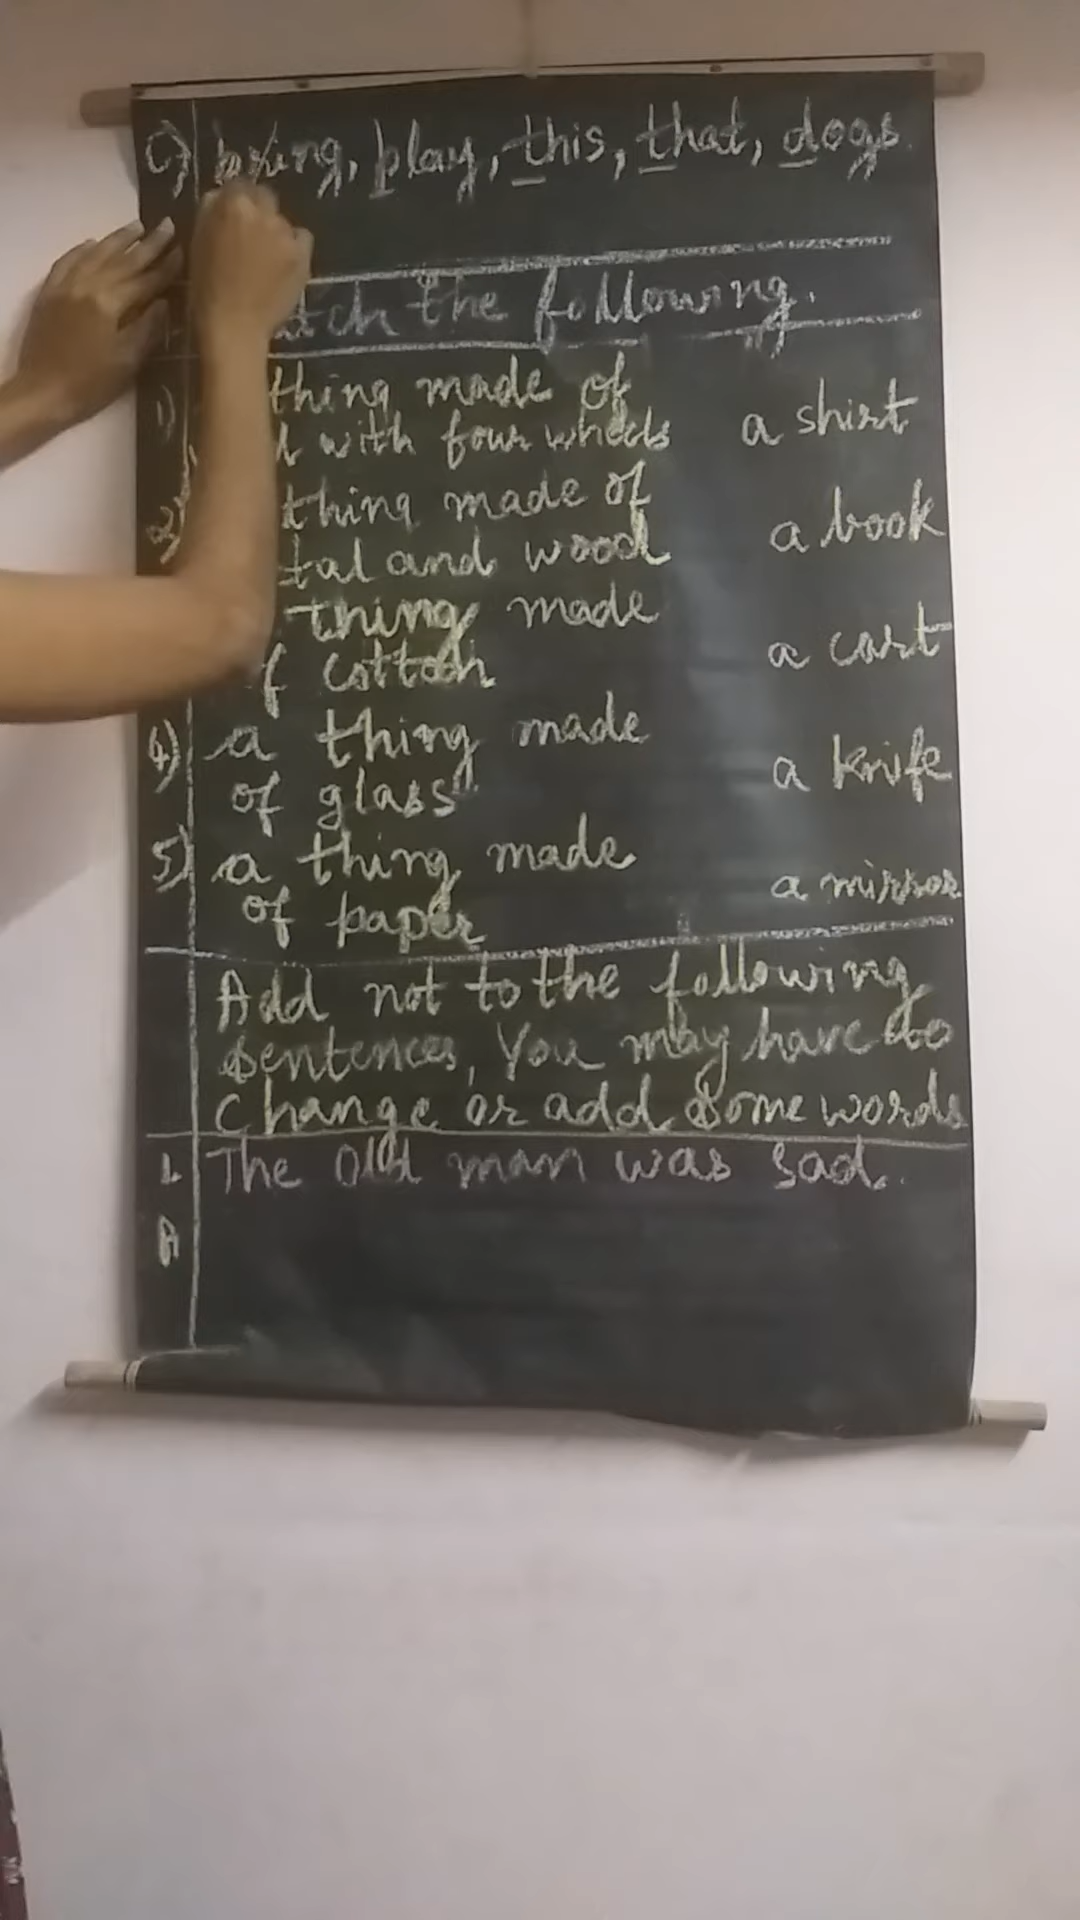 C) bring, play, this, that, dogs.
tch the following.
1) thing made of
with four wheels a shirt
2) thing made of
tal and wood a book
thing made
f cotton a cart
4) a thing made
of glass a knife
5) a thing made
of paper a mirror
Add not to the following
sentences, You may have to
change or add some words
1. The old man was sad.
A